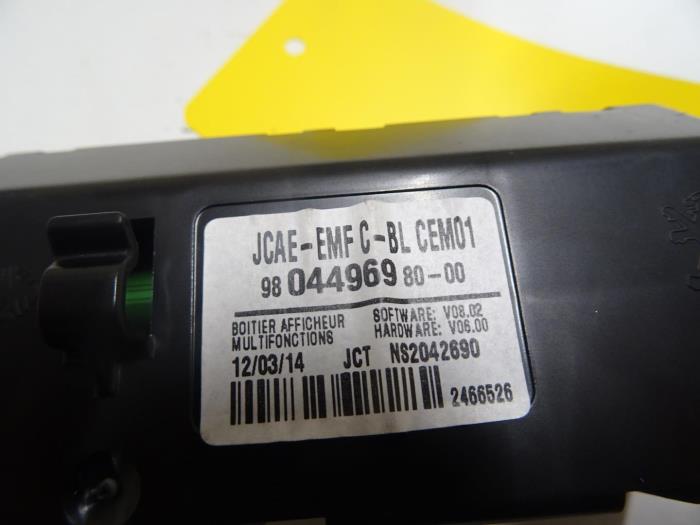 JCAE-EMF C-BL CEM01
98 044969 80-00
BOITIER AFFICHEUR
MULTIFONCTIONS
SOFTWARE: V08.02
HARDWARE: V06.00
12/03/14 JCT NS2042690
2466526